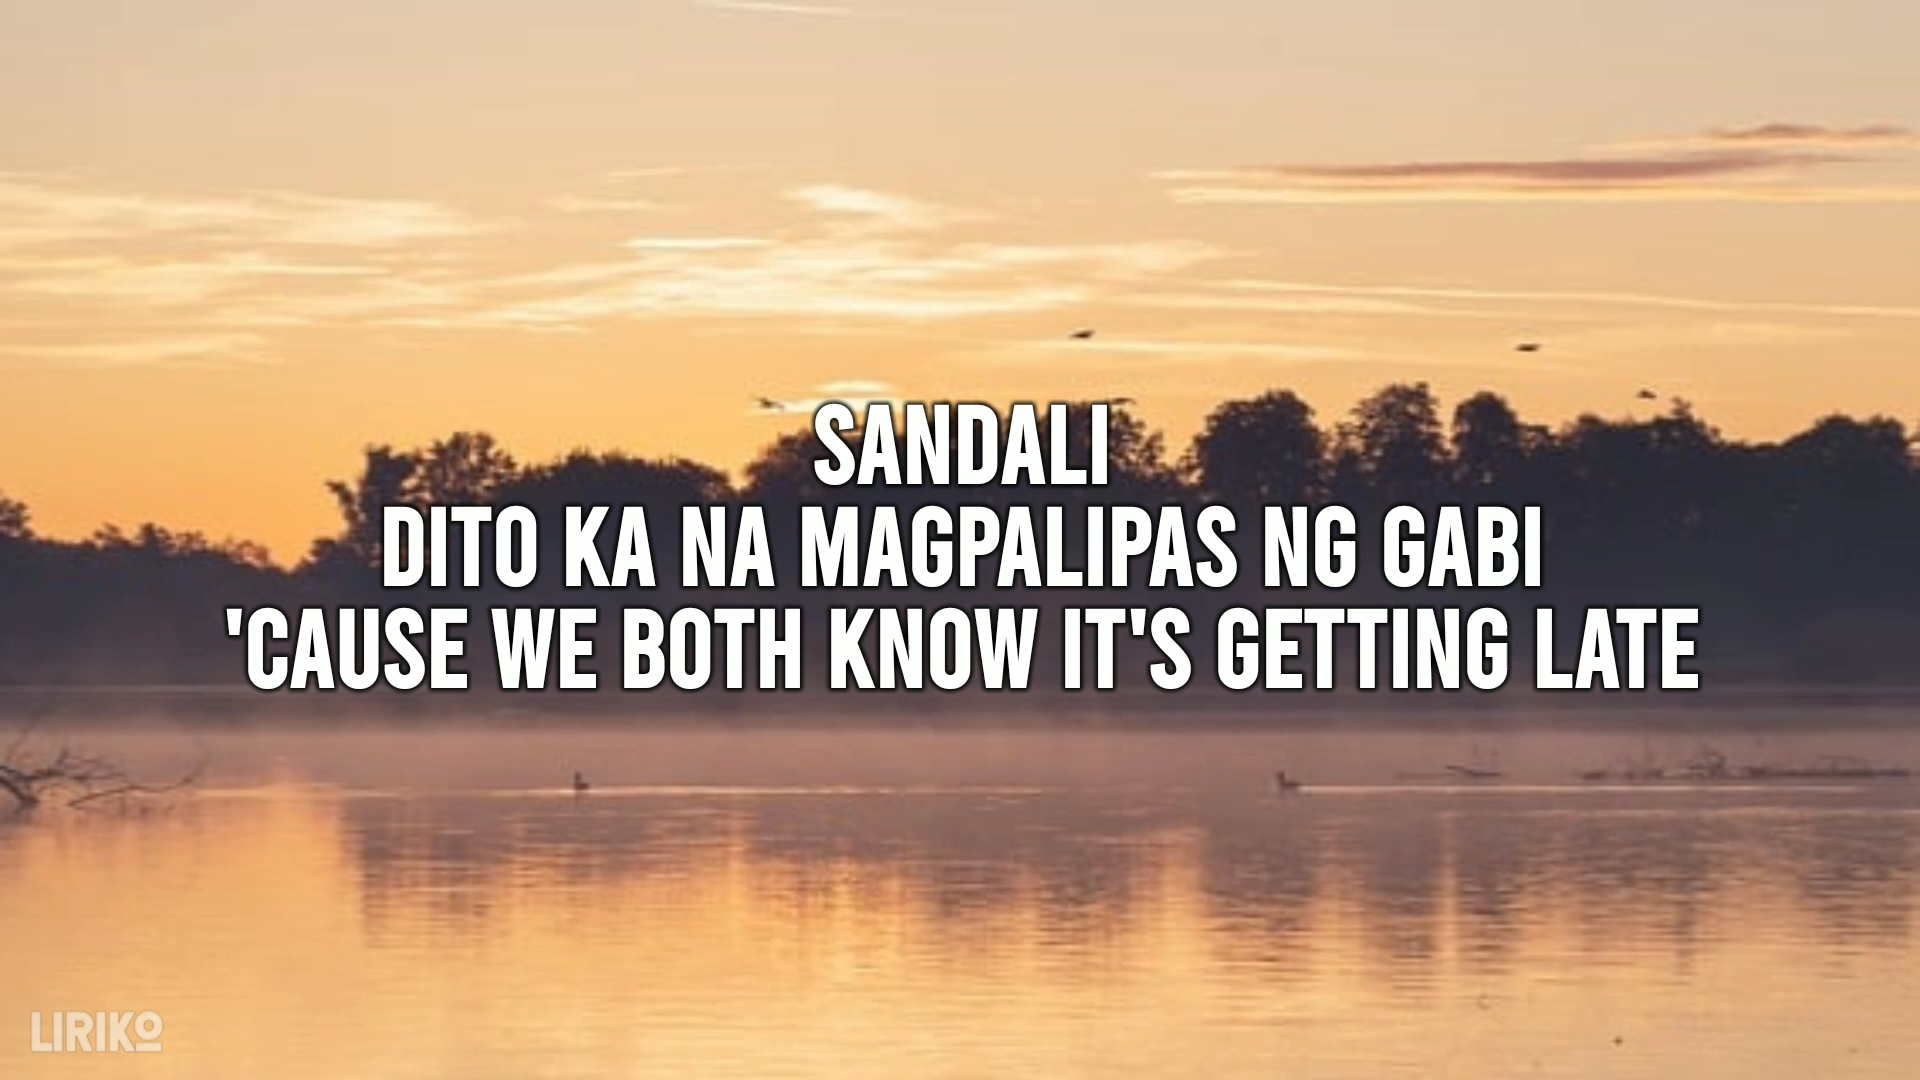 SANDALI
DITO KA NA MAGPALIPAS NG GABI
'CAUSE WE BOTH KNOW IT'S GETTING LATE
LIRIKO